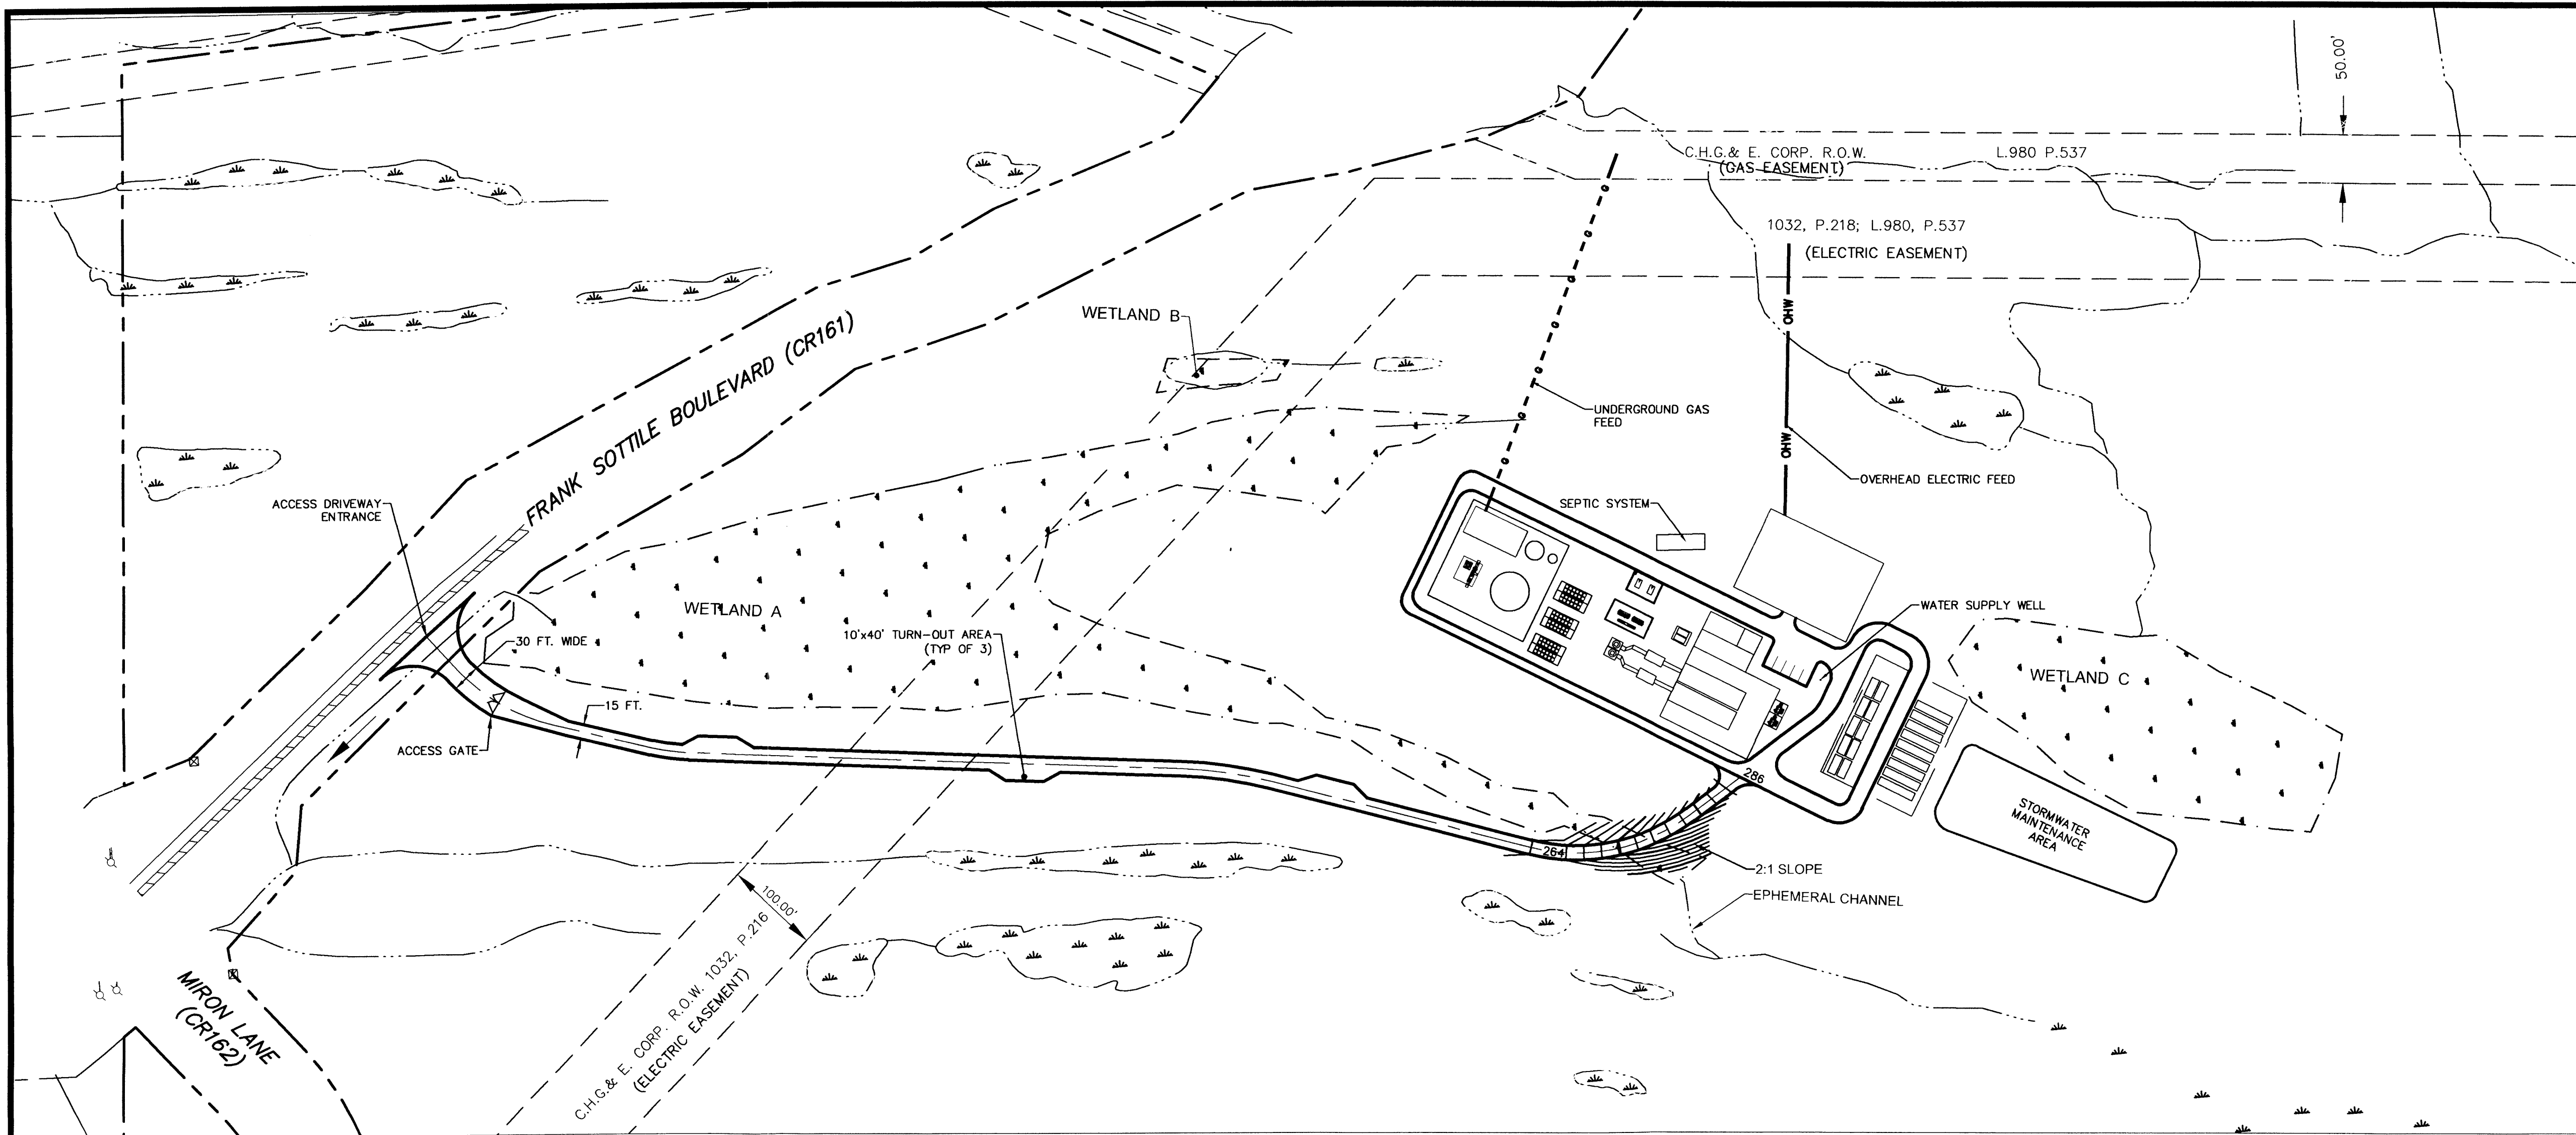 50.00'
C.H.G.& E. CORP. R.O.W.
(GAS EASEMENT)
L.980 P.537
1032, P.218; L.980, P.537
(ELECTRIC EASEMENT)
WETLAND B
OHW
OHW
FRANK SOTTILE BOULEVARD (CR161)
UNDERGROUND GAS
FEED
OVERHEAD ELECTRIC FEED
SEPTIC SYSTEM
ACCESS DRIVEWAY
ENTRANCE
WATER SUPPLY WELL
WETLAND A
10'x40' TURN-OUT AREA
(TYP OF 3)
30 FT. WIDE
WETLAND C
15 FT.
ACCESS GATE
286
STORMWATER
MAINTENANCE
AREA
264
2:1 SLOPE
EPHEMERAL CHANNEL
100.00'
C.H.G.& E. CORP. R.O.W. 1032, P.216
(ELECTRIC EASEMENT)
MIRON LANE
(CR162)